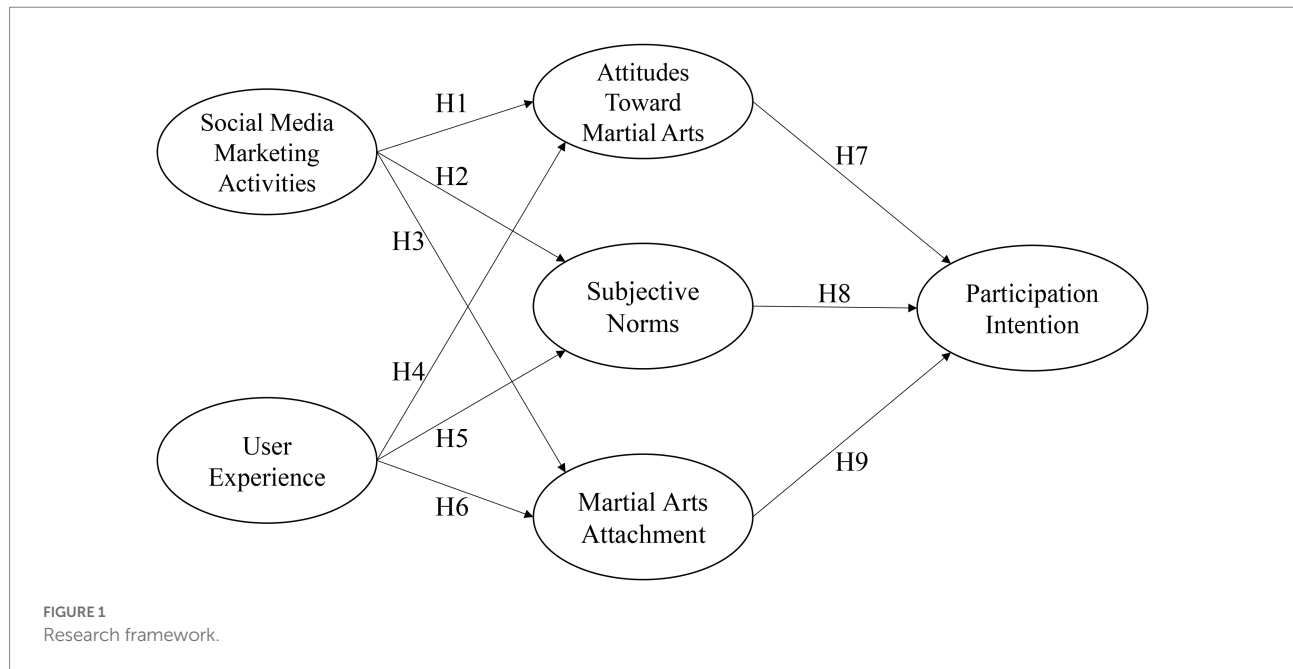 Social Media
Marketing
Activities
User
Experience
H1
H2
H3
H4
H5
H6
Attitudes
Toward
Martial Arts
Subjective
Norms
Martial Arts
Attachment
H7
H8
H9
Participation
Intention
FIGURE 1
Research framework.